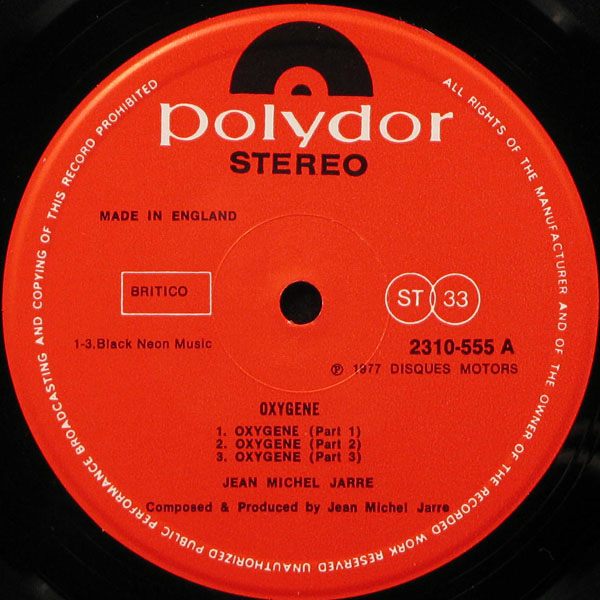 polydor
STEREO
MADE IN ENGLAND
BRITICO
ST 33
1-3.Black Neon Music
2310-555 A
℗ 1977 DISQUES MOTORS
OXYGENE
1. OXYGENE (Part 1)
2. OXYGENE (Part 2)
3. OXYGENE (Part 3)
JEAN MICHEL JARRE
Composed & Produced by Jean Michel Jarre
ALL RIGHTS OF THE MANUFACTURER AND OF THE OWNER OF THE RECORDED WORK RESERVED UNAUTHORIZED PUBLIC PERFORMANCE BROADCASTING AND COPYING OF THIS RECORD PROHIBITED